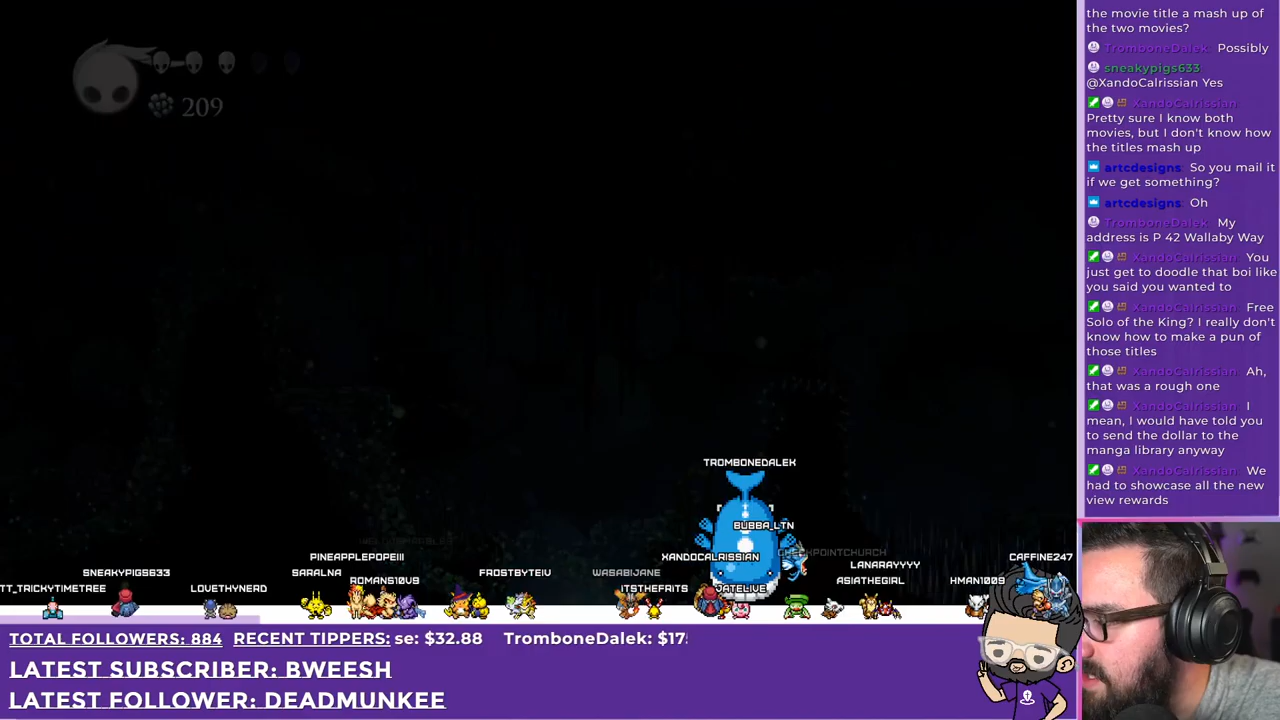 209
the movie title a mash up of
the two movies?
TromboneDalek: Possibly
sneakypigs633:
@XandoCalrissian Yes
XandoCalrissian:
Pretty sure I know both
movies, but I don't know how
the titles mash up
artcdesigns: So you mail it
if we get something?
artcdesigns: Oh
TromboneDalek: My
address is P 42 Wallaby Way
XandoCalrissian: You
just get to doodle that boi like
you said you wanted to
XandoCalrissian: Free
Solo of the King? I really don't
know how to make a pun of
those titles
XandoCalrissian: Ah,
that was a rough one
XandoCalrissian: I
mean, I would have told you
to send the dollar to the
manga library anyway
XandoCalrissian: We
had to showcase all the new
view rewards
TROMBONEDALEK
BUBBA_LTN
CHECKPOINTCHURCH
PINEAPPLEPOPEIII
XANDOCALRISSIAN
CAFFINE247
SNEAKYPIGS633
SARALNA
FROSTBYTEIV
WASABIJANE
LANARAYYYY
TT_TRICKYTIMETREE
LOVETHYNERD
ROMANS10V9
ITSTHEFRITS
JATELIVE
ASIATHEGIRL
HMAN1009
TOTAL FOLLOWERS: 884 RECENT TIPPERS: se: $32.88 TromboneDalek: $17
LATEST SUBSCRIBER: BWEESH
LATEST FOLLOWER: DEADMUNKEE